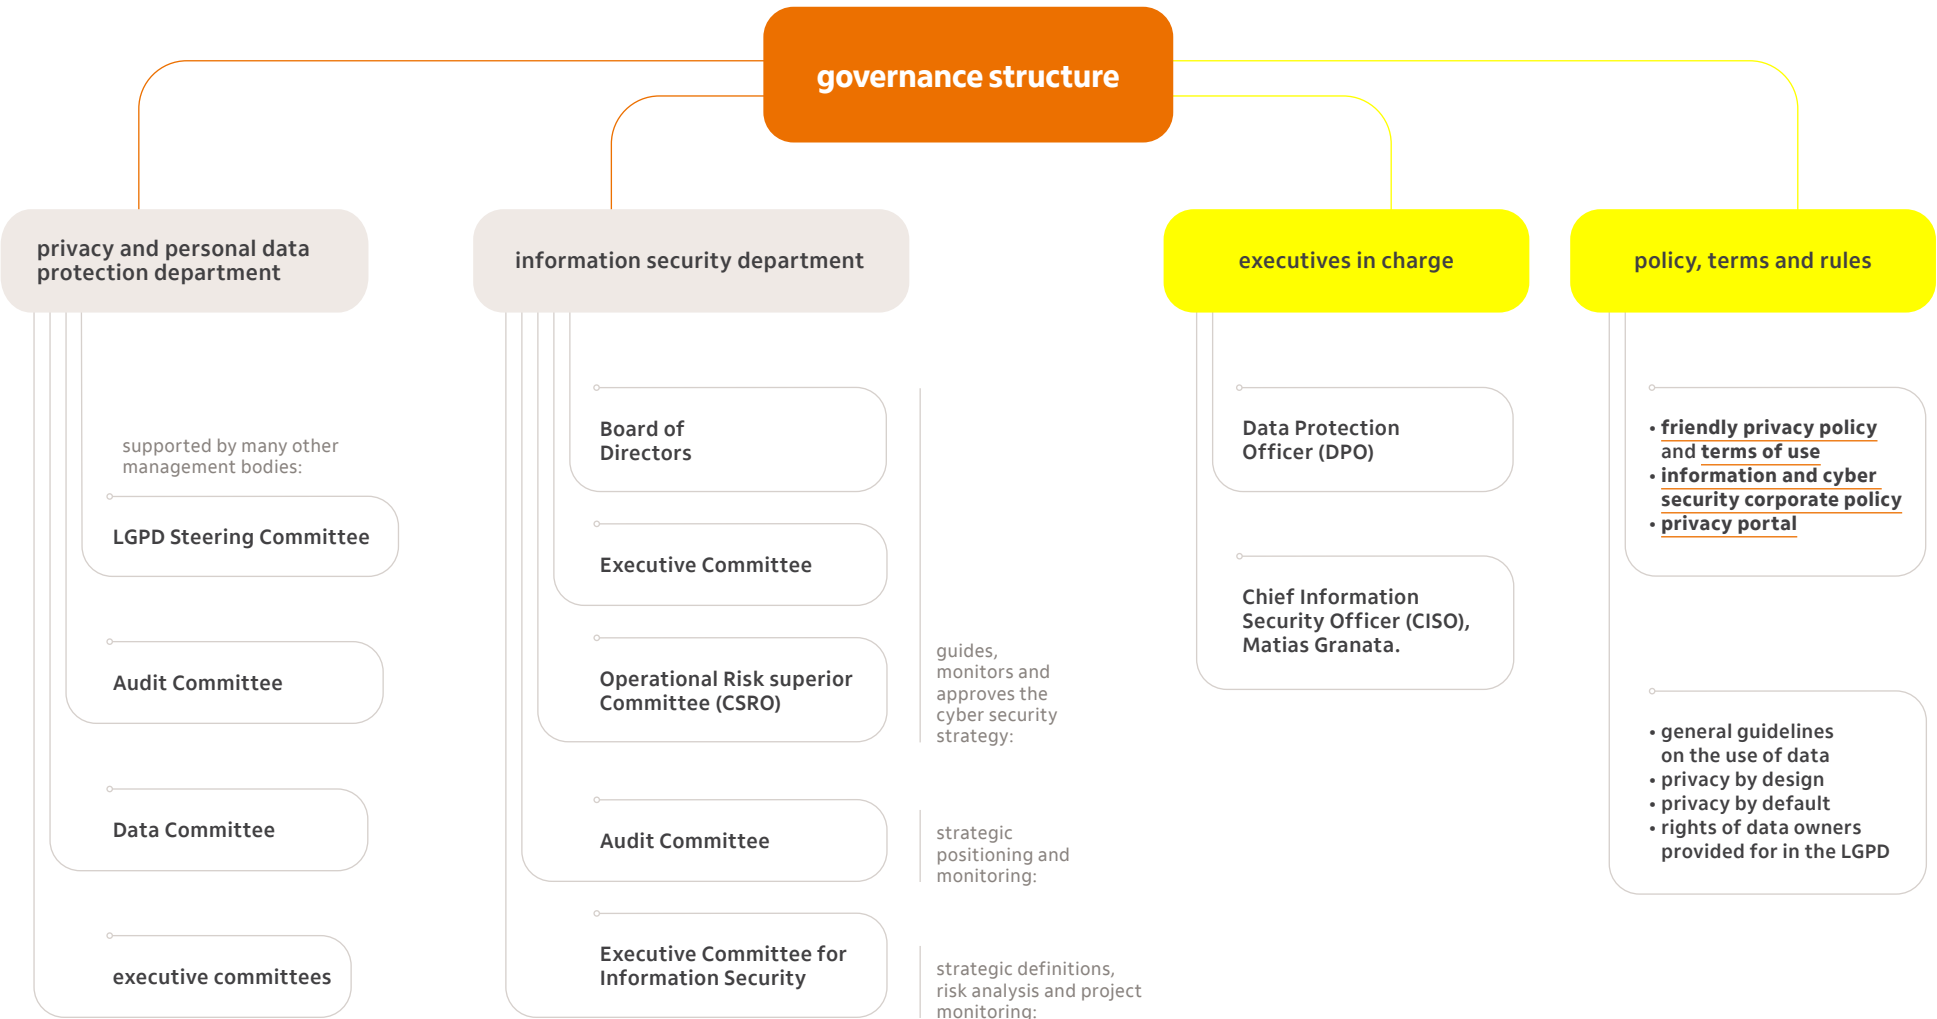 governance structure
privacy and personal data
protection department
supported by many other
management bodies:
LGPD Steering Committee
Audit Committee
Data Committee
executive committees
information security department
Board of
Directors
Executive Committee
Operational Risk superior
Committee (CSRO)
guides,
monitors and
approves the
cyber security
strategy:
Audit Committee
strategic
positioning and
monitoring:
Executive Committee for
Information Security
strategic definitions,
risk analysis and project
monitoring:
executives in charge
Data Protection
Officer (DPO)
Chief Information
Security Officer (CISO),
Matias Granata.
policy, terms and rules
• friendly privacy policy
and terms of use
• information and cyber
security corporate policy
• privacy portal
• general guidelines
on the use of data
• privacy by design
• privacy by default
• rights of data owners
provided for in the LGPD